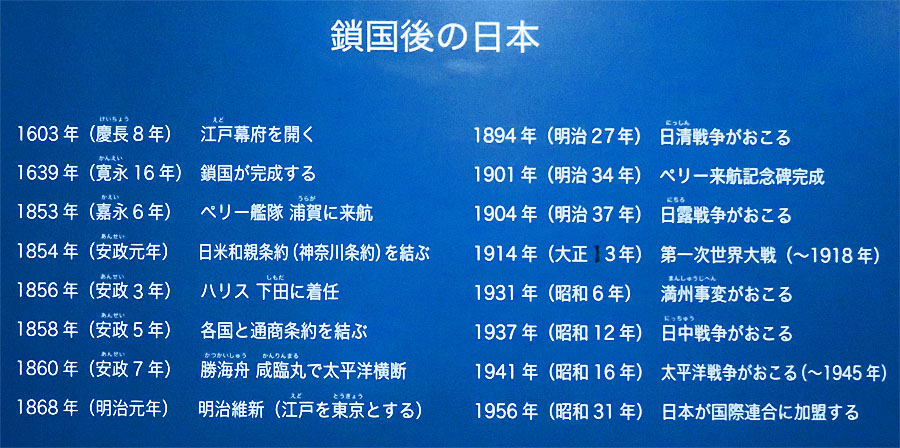 鎖国後の日本
1603年（慶長8年） 江戸幕府を開く
1639年（寛永16年） 鎖国が完成する
1853年（嘉永6年） ペリー艦隊 浦賀に来航
1854年（安政元年） 日米和親条約（神奈川条約）を結ぶ
1856年（安政3年） ハリス 下田に着任
1858年（安政5年） 各国と通商条約を結ぶ
1860年（安政7年） 勝海舟 咸臨丸で太平洋横断
1868年（明治元年） 明治維新（江戸を東京とする）
1894年（明治27年） 日清戦争がおこる
1901年（明治34年） ペリー来航記念碑完成
1904年（明治37年） 日露戦争がおこる
1914年（大正 3年） 第一次世界大戦（～1918年）
1931年（昭和6年） 満州事変がおこる
1937年（昭和12年） 日中戦争がおこる
1941年（昭和16年） 太平洋戦争がおこる（～1945年）
1956年（昭和31年） 日本が国際連合に加盟する